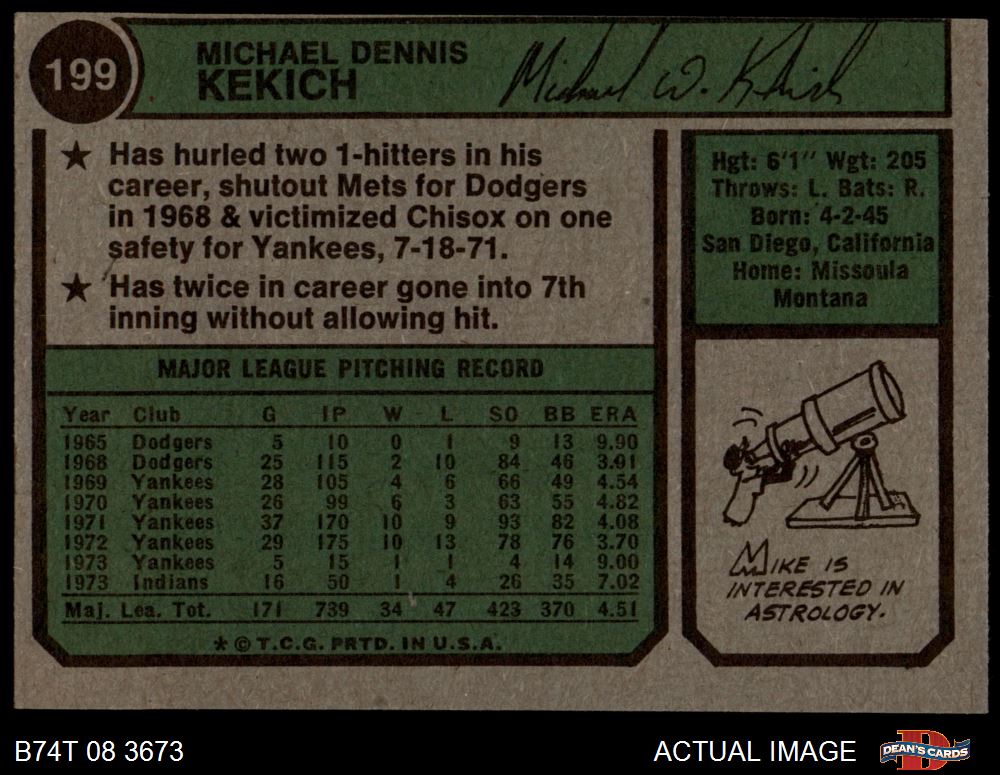 199
MICHAEL DENNIS
KEKICH
Michael W. Kekich
★ Has hurled two 1-hitters in his
career, shutout Mets for Dodgers
in 1968 & victimized Chisox on one
safety for Yankees, 7-18-71.
★ Has twice in career gone into 7th
inning without allowing hit.
MAJOR LEAGUE PITCHING RECORD
Year Club G IP W L SO BB ERA
1965 Dodgers 5 10 0 1 9 13 9.90
1968 Dodgers 25 115 2 10 84 46 3.91
1969 Yankees 28 105 4 6 66 49 4.54
1970 Yankees 26 99 6 3 63 55 4.82
1971 Yankees 37 170 10 9 93 82 4.08
1972 Yankees 29 175 10 13 78 76 3.70
1973 Yankees 5 15 1 1 4 14 9.00
1973 Indians 16 50 1 4 26 35 7.02
Maj. Lea. Tot. 171 739 34 47 423 370 4.51
* © T.C.G. PRTD. IN U.S.A.
Hgt: 6'1" Wgt: 205
Throws: L. Bats: R.
Born: 4-2-45
San Diego, California
Home: Missoula
Montana
MIKE IS
INTERESTED IN
ASTROLOGY.
B74T 08 3673
ACTUAL IMAGE
DEAN'S CARDS